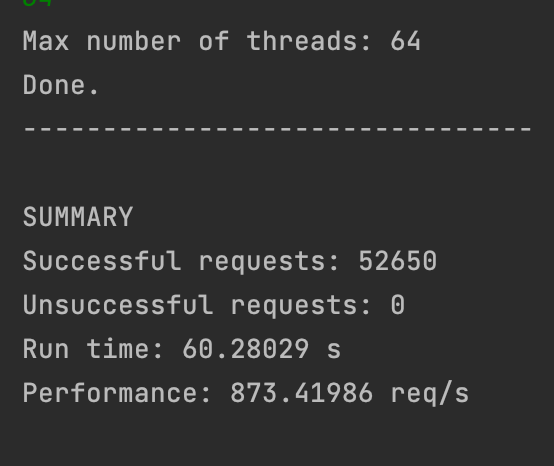 64
Max number of threads: 64
Done.
--------------------------------
SUMMARY
Successful requests: 52650
Unsuccessful requests: 0
Run time: 60.28029 s
Performance: 873.41986 req/s